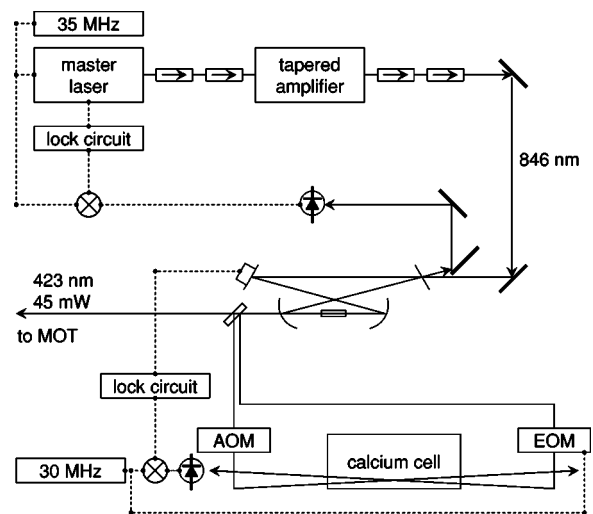 35 MHz
master
laser
tapered
amplifier
lock circuit
846 nm
423 nm
45 mW
to MOT
lock circuit
AOM
EOM
calcium cell
30 MHz